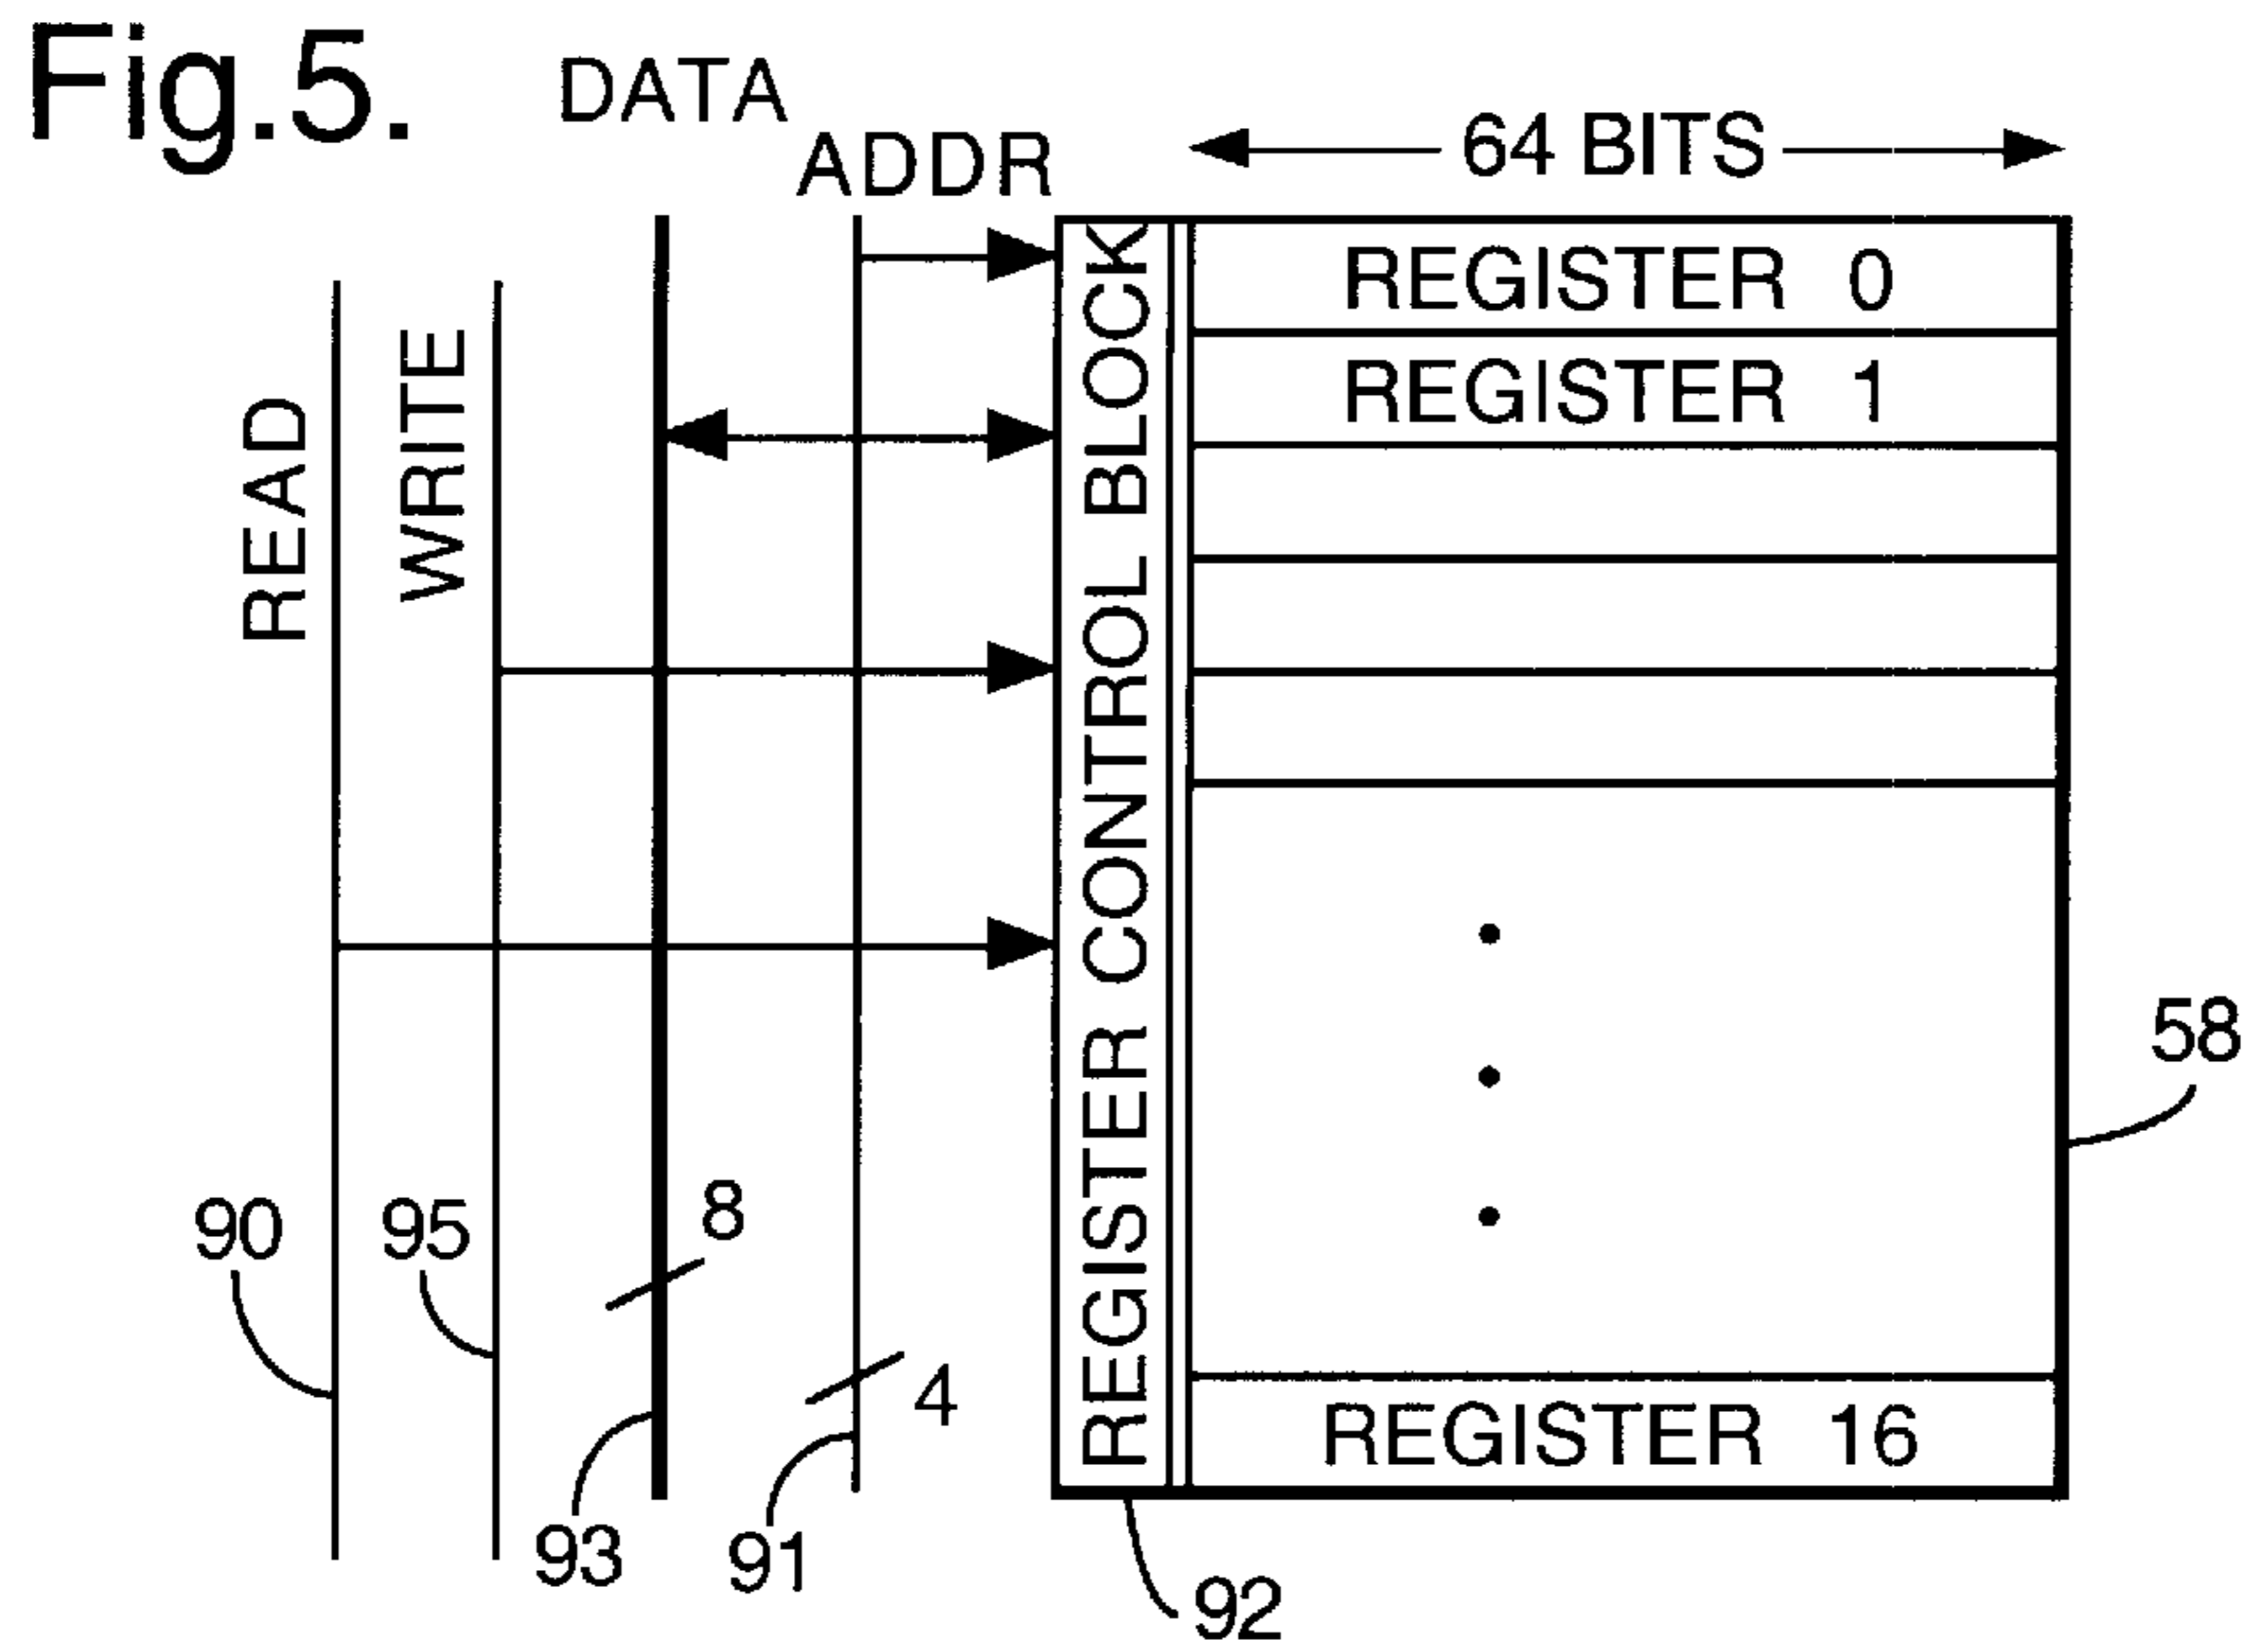 Fig.5.
DATA
ADDR
64 BITS
READ
WRITE
REGISTER CONTROL BLOCK
REGISTER 0
REGISTER 1
REGISTER 16
58
90
95
8
4
93
91
92